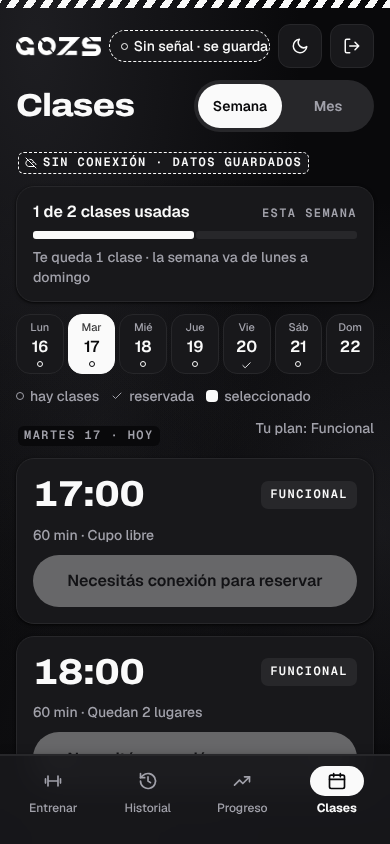 GOZS
Sin señal · se guarda
Clases
Semana
Mes
SIN CONEXIÓN · DATOS GUARDADOS
1 de 2 clases usadas
ESTA SEMANA
Te queda 1 clase · la semana va de lunes a
domingo
Lun Mar Mié Jue Vie Sáb Dom
16 17 18 19 20 21 22
hay clases reservada seleccionado
MARTES 17 · HOY
Tu plan: Funcional
17:00
FUNCIONAL
60 min · Cupo libre
Necesitás conexión para reservar
18:00
FUNCIONAL
60 min · Quedan 2 lugares
Entrenar Historial Progreso Clases